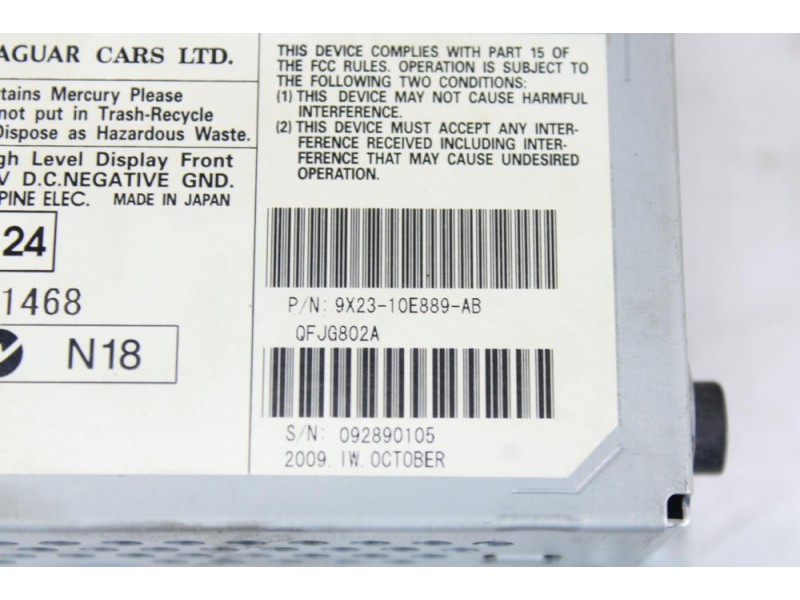 AGUAR CARS LTD.
tains Mercury Please
not put in Trash-Recycle
Dispose as Hazardous Waste.
gh Level Display Front
V D.C.NEGATIVE GND.
PINE ELEC. MADE IN JAPAN
24
1468
N18
THIS DEVICE COMPLIES WITH PART 15 OF
THE FCC RULES. OPERATION IS SUBJECT TO
THE FOLLOWING TWO CONDITIONS:
(1) THIS DEVICE MAY NOT CAUSE HARMFUL
INTERFERENCE.
(2) THIS DEVICE MUST ACCEPT ANY INTER-
FERENCE RECEIVED INCLUDING INTER-
FERENCE THAT MAY CAUSE UNDESIRED
OPERATION.
P/N: 9X23-10E889-AB
QFJG802A
S/N: 092890105
2009. 1W. OCTOBER